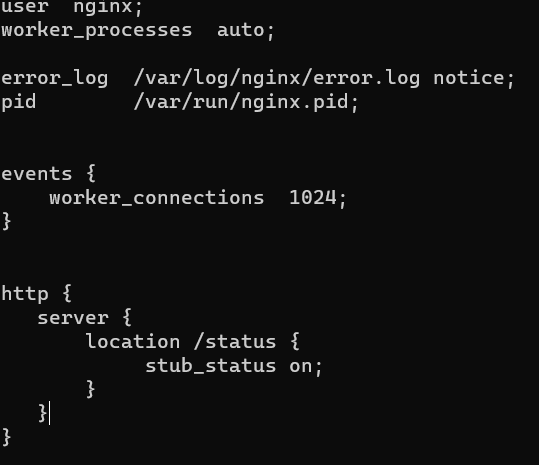 user  nginx;
worker_processes  auto;

error_log  /var/log/nginx/error.log notice;
pid        /var/run/nginx.pid;


events {
    worker_connections  1024;
}


http {
   server {
       location /status {
            stub_status on;
       }
   }
}